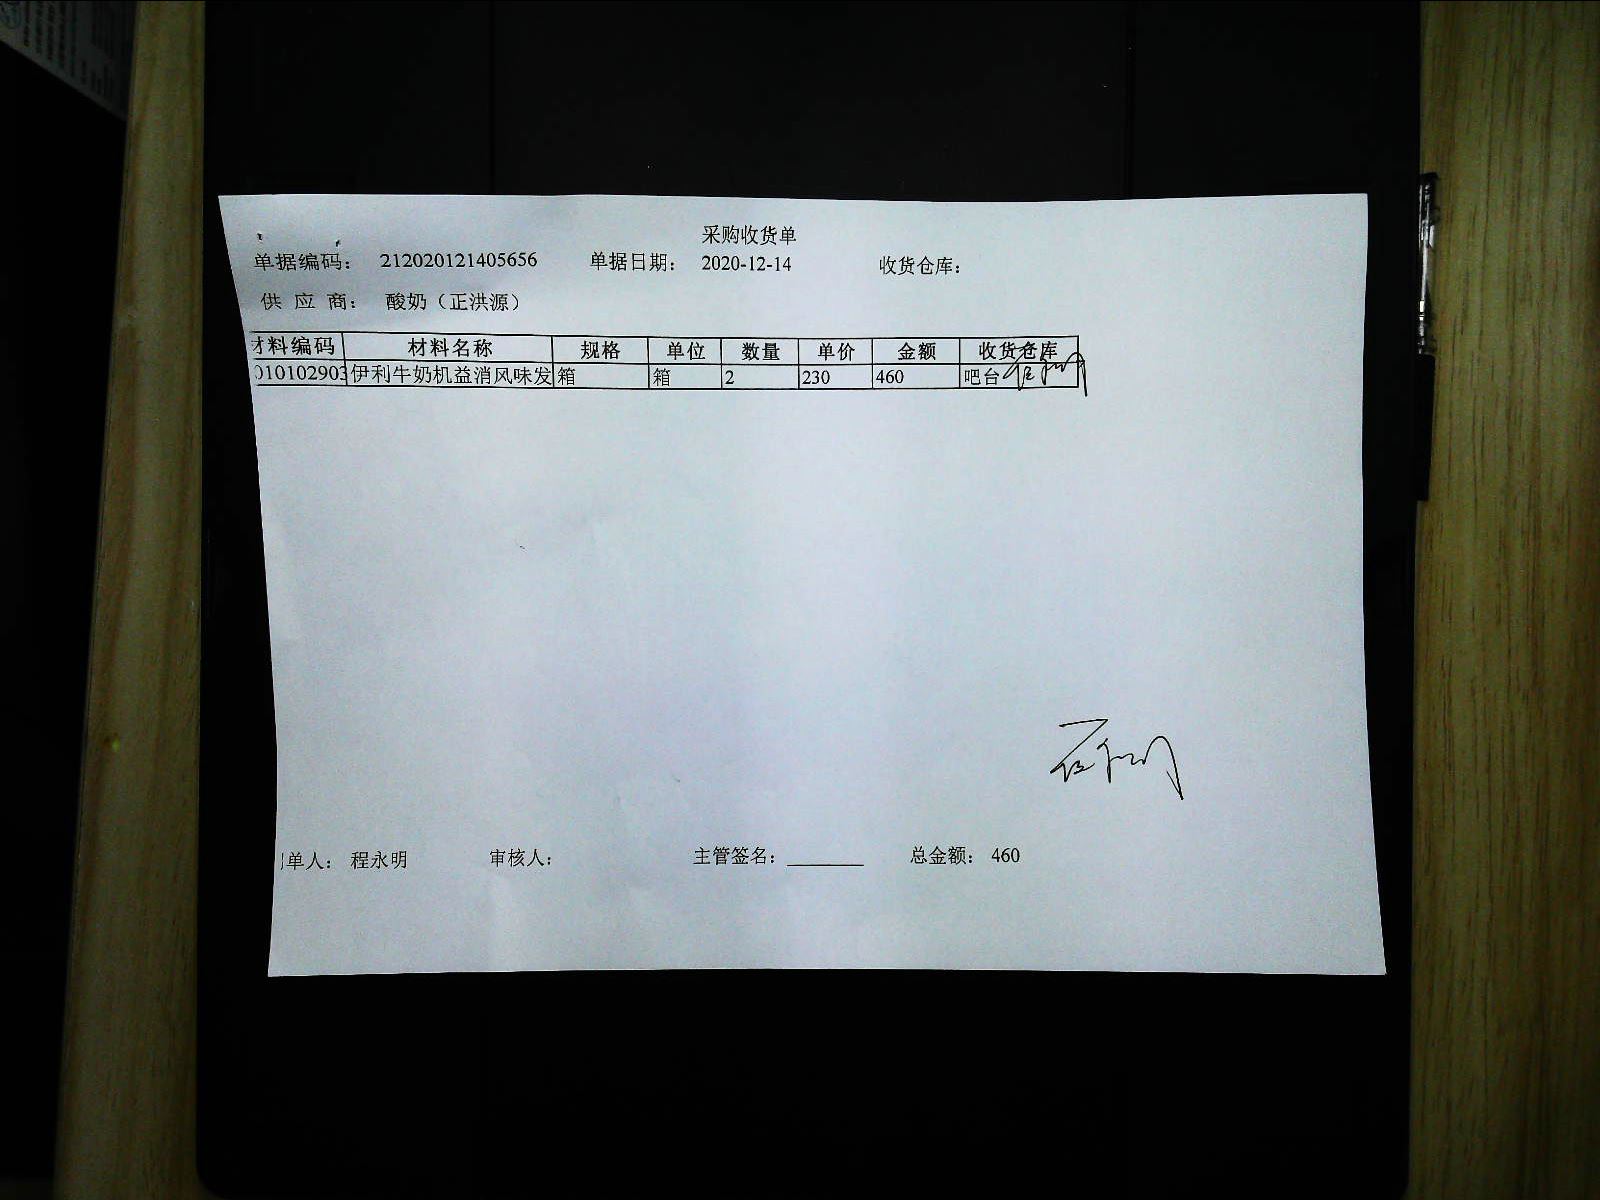 采购收货单
单据编码： 212020121405656 单据日期： 2020-12-14 收货仓库：
供 应 商： 酸奶（正洪源）
材料编码 材料名称 规格 单位 数量 单价 金额 收货仓库
010102903 伊利牛奶机益消风味发 箱 箱 2 230 460 吧台
单人： 程永明 审核人： 主管签名： 总金额： 460